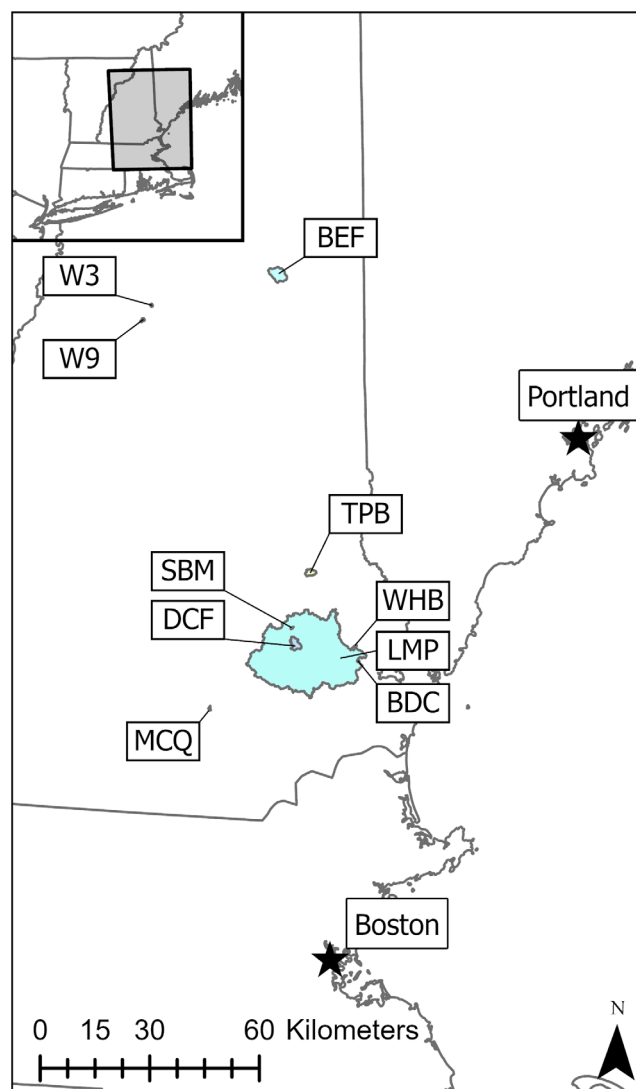 BEF
W3
W9
Portland
TPB
SBM
DCF
WHB
LMP
BDC
MCQ
Boston
0 15 30 60 Kilometers
N